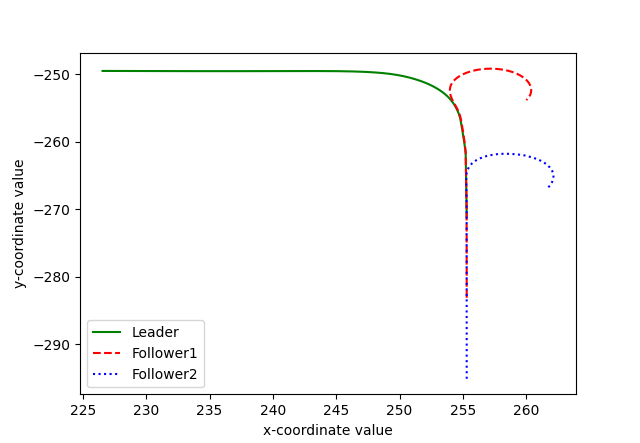 −250
−260
−270
−280
−290
y-coordinate value
Leader
Follower1
Follower2
225
230
235
240
245
250
255
260
x-coordinate value